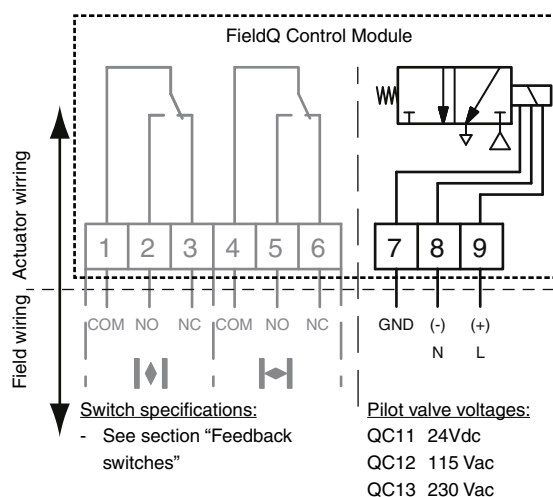 FieldQ Control Module
Actuator wirring
Field wiring
1 2 3 4 5 6 7 8 9
COM NO NC COM NO NC GND (-) (+)
N L
Switch specifications:
- See section “Feedback
switches”
Pilot valve voltages:
QC11 24Vdc
QC12 115 Vac
QC13 230 Vac